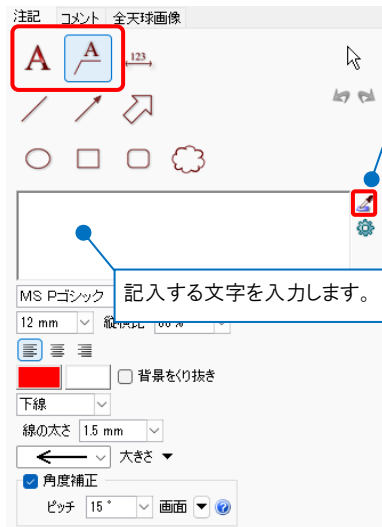 注記 コメント 全天球画像
A A 123
記入する文字を入力します。
MS Pゴシック
12 mm 縦横比
背景をくり抜き
下線
線の太さ 1.5 mm
大きさ
角度補正
ピッチ 15° 画面